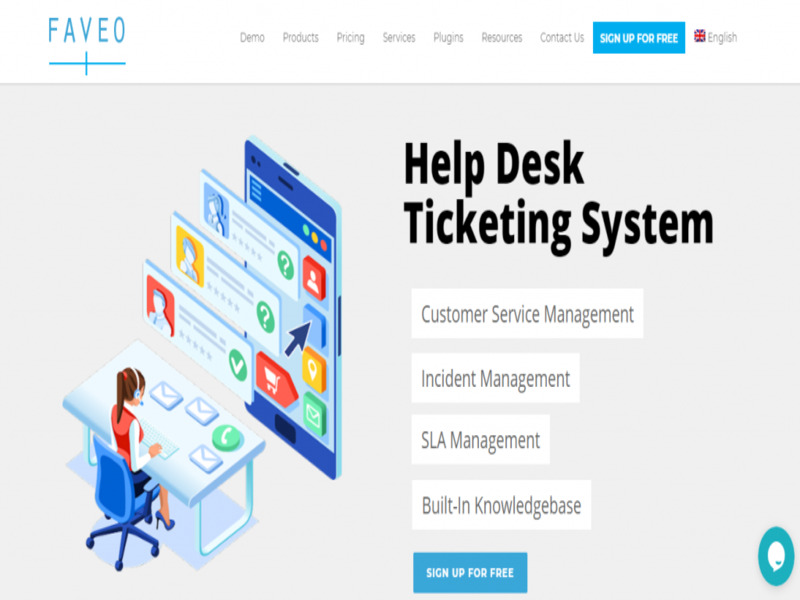 FAVEO
Demo Products Pricing Services Plugins Resources Contact Us SIGN UP FOR FREE English
Help Desk
Ticketing System
Customer Service Management
Incident Management
SLA Management
Built-In Knowledgebase
SIGN UP FOR FREE